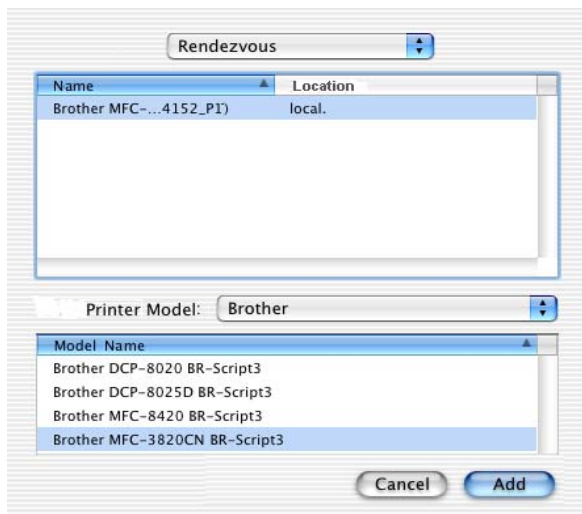 Rendezvous
Name Location
Brother MFC-...4152_P1) local.
Printer Model: Brother
Model Name
Brother DCP-8020 BR-Script3
Brother DCP-8025D BR-Script3
Brother MFC-8420 BR-Script3
Brother MFC-3820CN BR-Script3
Cancel Add